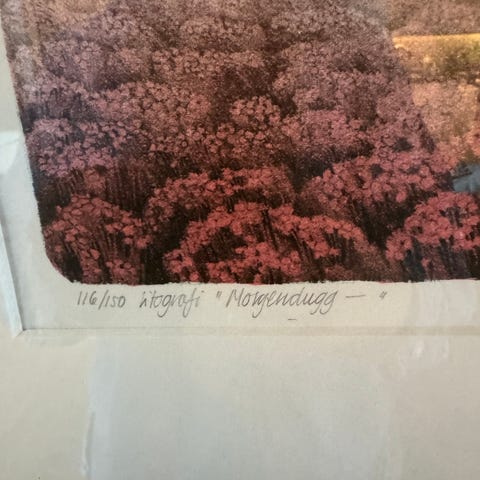 116/150 Litografi "Morgendugg — "